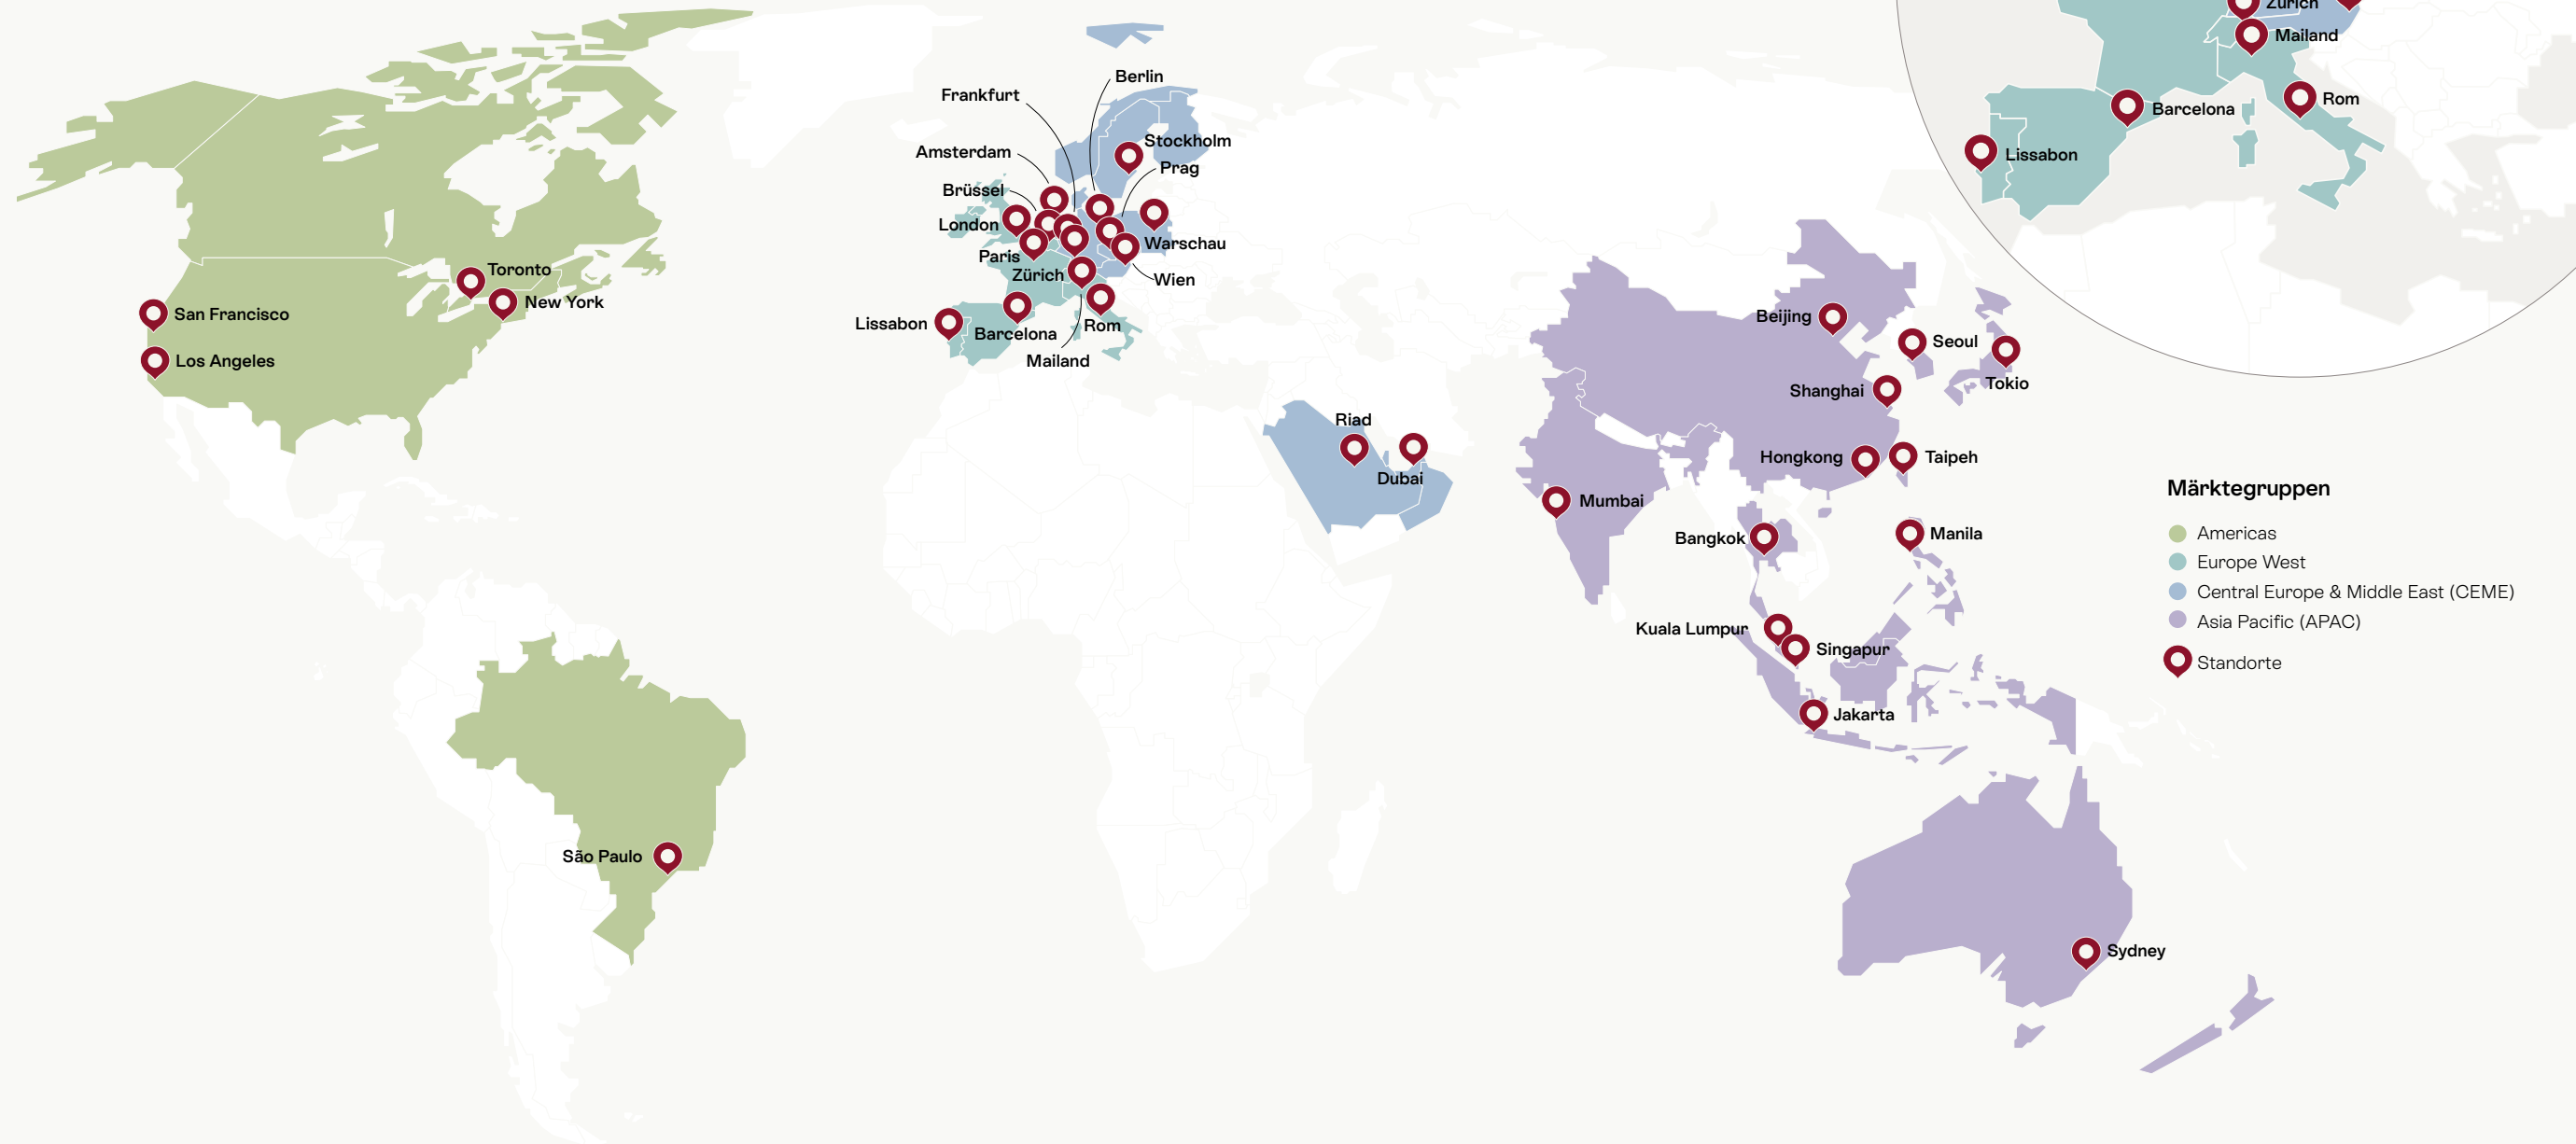 Zürich
Mailand
Barcelona
Rom
Lissabon
Berlin
Frankfurt
Stockholm
Amsterdam
Prag
Brüssel
London
Warschau
Paris
Zürich
Wien
Lissabon
Barcelona
Rom
Mailand
Toronto
New York
San Francisco
Los Angeles
São Paulo
Riad
Dubai
Beijing
Seoul
Tokio
Shanghai
Hongkong
Taipeh
Mumbai
Bangkok
Manila
Kuala Lumpur
Singapur
Jakarta
Sydney
Märktegruppen
Americas
Europe West
Central Europe & Middle East (CEME)
Asia Pacific (APAC)
Standorte